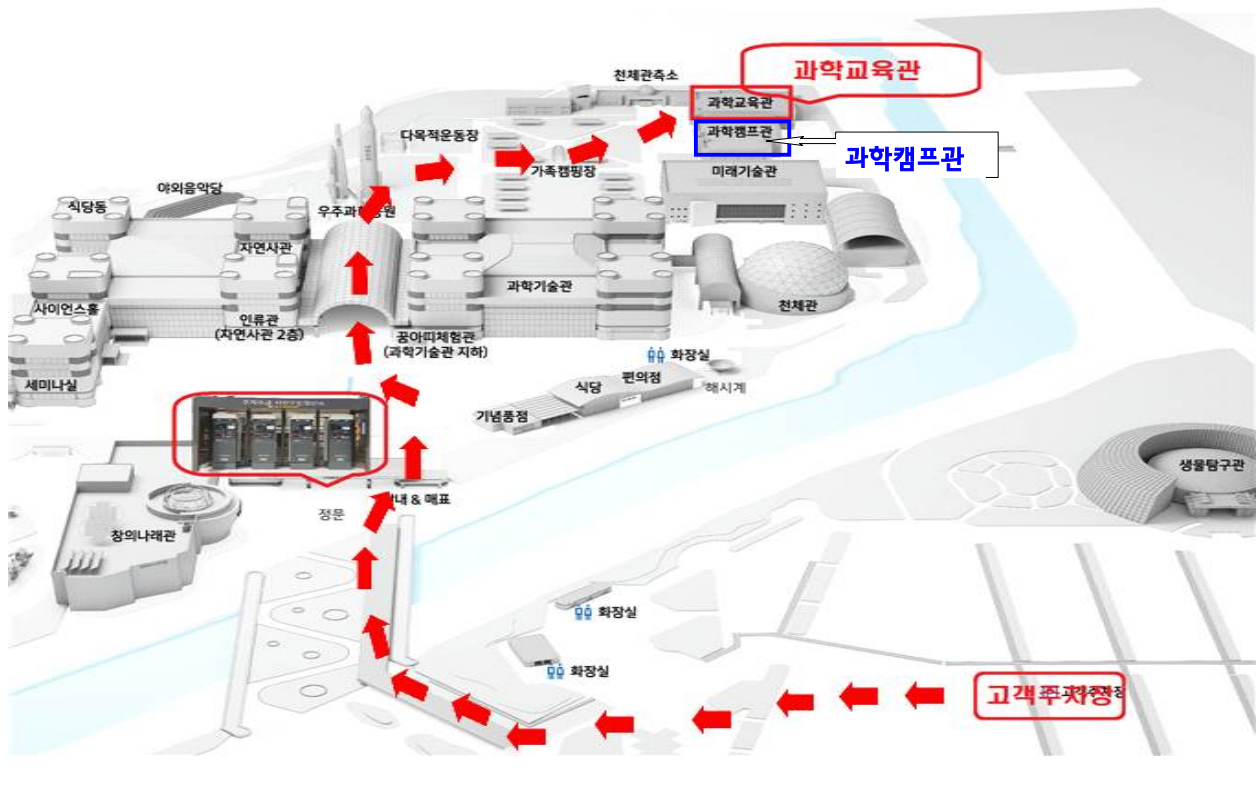 과학교육관
천체관측소
과학교육관
다목적운동장
과학캠프관
과학캠프관
가족캠핑장
미래기술관
야외음악당
식당동
우주과학공원
자연사관
과학기술관
사이언스홀
인류관
(자연사관 2층)
꿈아띠체험관
(과학기술관 지하)
천체관
화장실
편의점
식당
해시계
세미나실
기념품점
생물탐구관
안내 & 매표
정문
창의나래관
화장실
화장실
고객주차장
고객주차장